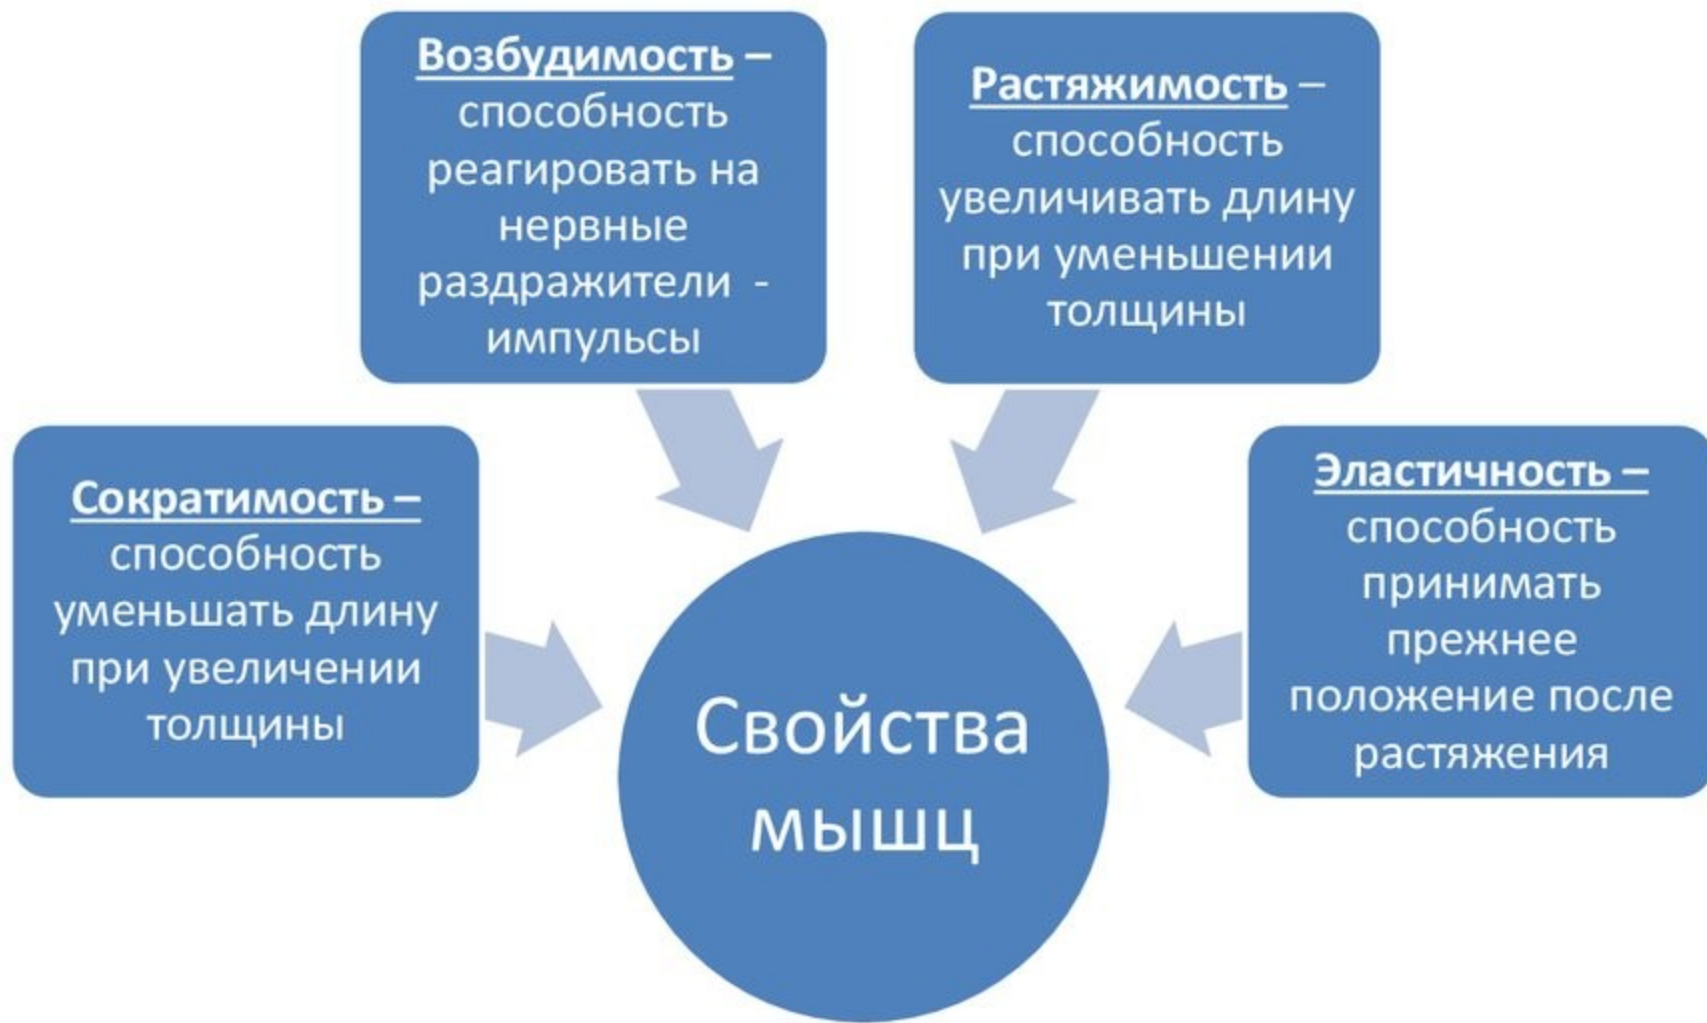 Возбудимость –
способность
реагировать на
нервные
раздражители -
импульсы
Растяжимость –
способность
увеличивать длину
при уменьшении
толщины
Сократимость –
способность
уменьшать длину
при увеличении
толщины
Эластичность –
способность
принимать
прежнее
положение после
растяжения
Свойства
мышц